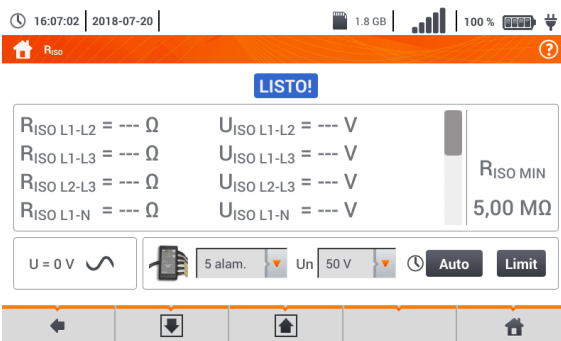 16:07:02 2018-07-20 1.8 GB 100 %
RISO ?
LISTO!
RISO L1-L2 = --- Ω UISO L1-L2 = --- V
RISO L1-L3 = --- Ω UISO L1-L3 = --- V
RISO L2-L3 = --- Ω UISO L2-L3 = --- V
RISO L1-N = --- Ω UISO L1-N = --- V
RISO MIN
5,00 MΩ
U = 0 V 5 alam. Un 50 V Auto Limit